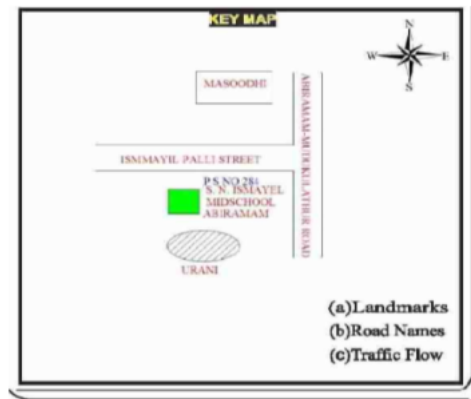 KEY MAP
N
W
E
S
MASOODHI
ABIRAMAM-MUDUKULATHUR ROAD
ISMMAYIL PALLI STREET
P.S NO 284
S. N. ISMAYEL
MIDSCHOOL
ABIRAMAM
URANI
(a)Landmarks
(b)Road Names
(c)Traffic Flow